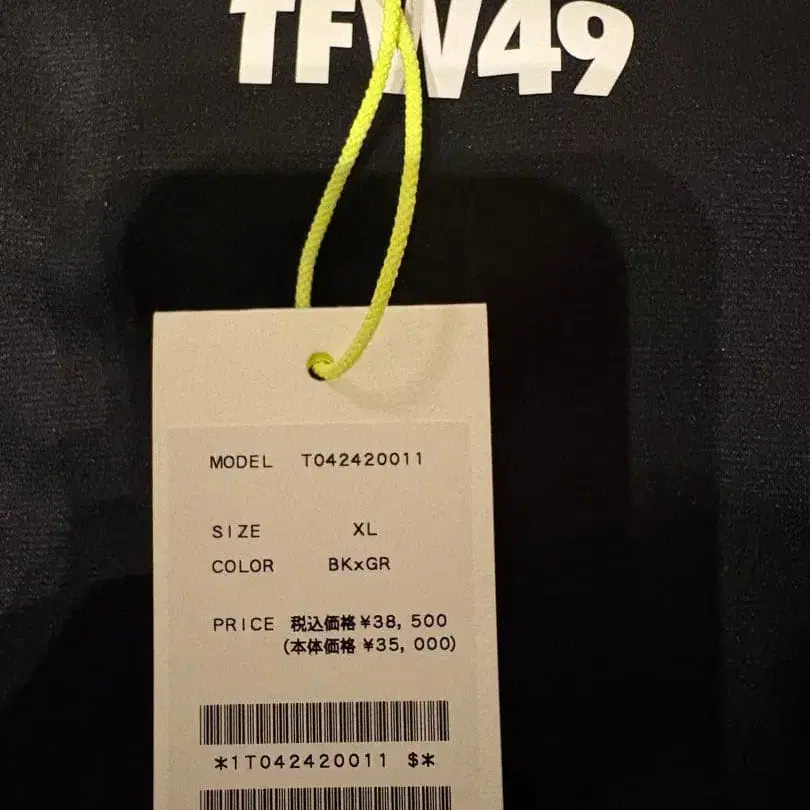 TFW49
MODEL T042420011
SIZE XL
COLOR BKxGR
PRICE 税込価格 ¥38,500
(本体価格 ¥35,000)
*1T042420011 $*